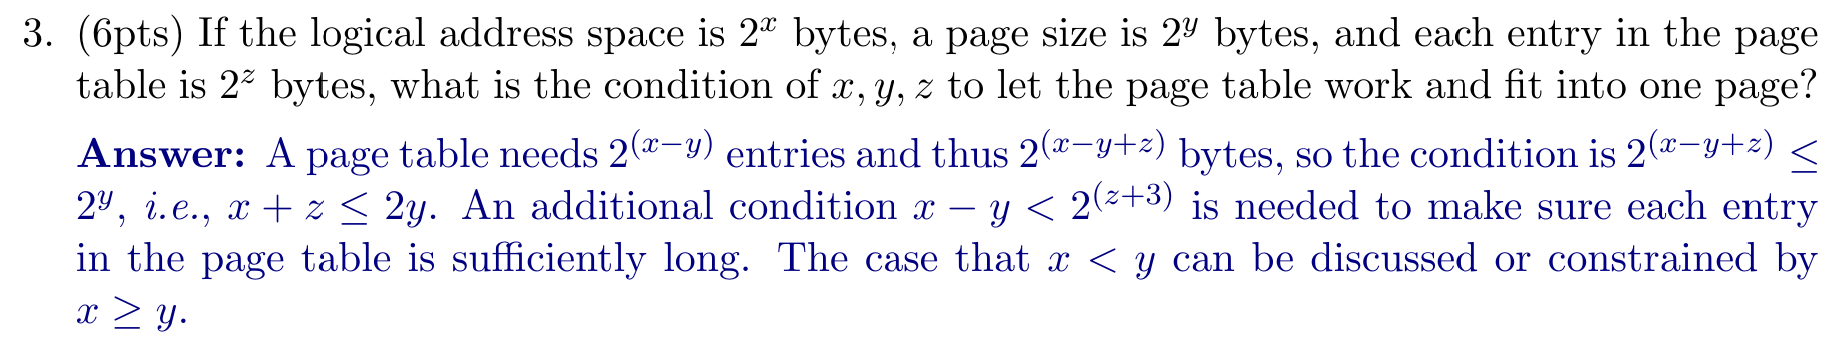 3. (6pts) If the logical address space is 2^x bytes, a page size is 2^y bytes, and each entry in the page
table is 2^z bytes, what is the condition of x, y, z to let the page table work and fit into one page?
Answer: A page table needs 2^(x−y) entries and thus 2^(x−y+z) bytes, so the condition is 2^(x−y+z) ≤
2^y, i.e., x + z ≤ 2y. An additional condition x − y < 2^(z+3) is needed to make sure each entry
in the page table is sufficiently long. The case that x < y can be discussed or constrained by
x ≥ y.